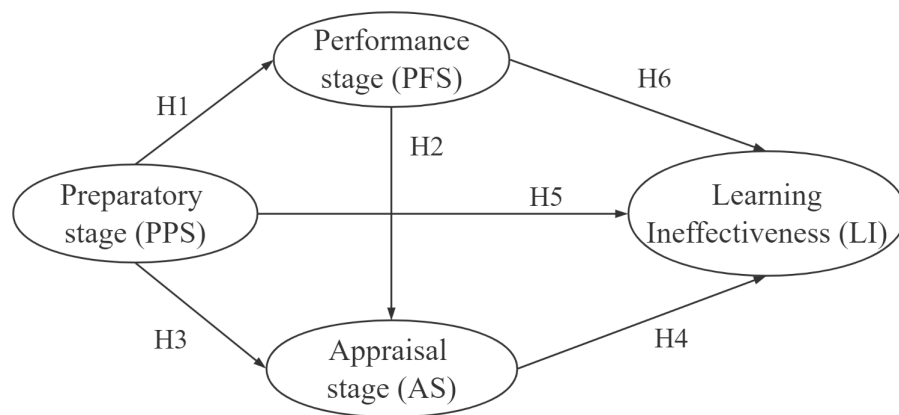 Performance
stage (PFS)
H1
H6
H2
Preparatory
stage (PPS)
H5
Learning
Ineffectiveness (LI)
H3
H4
Appraisal
stage (AS)